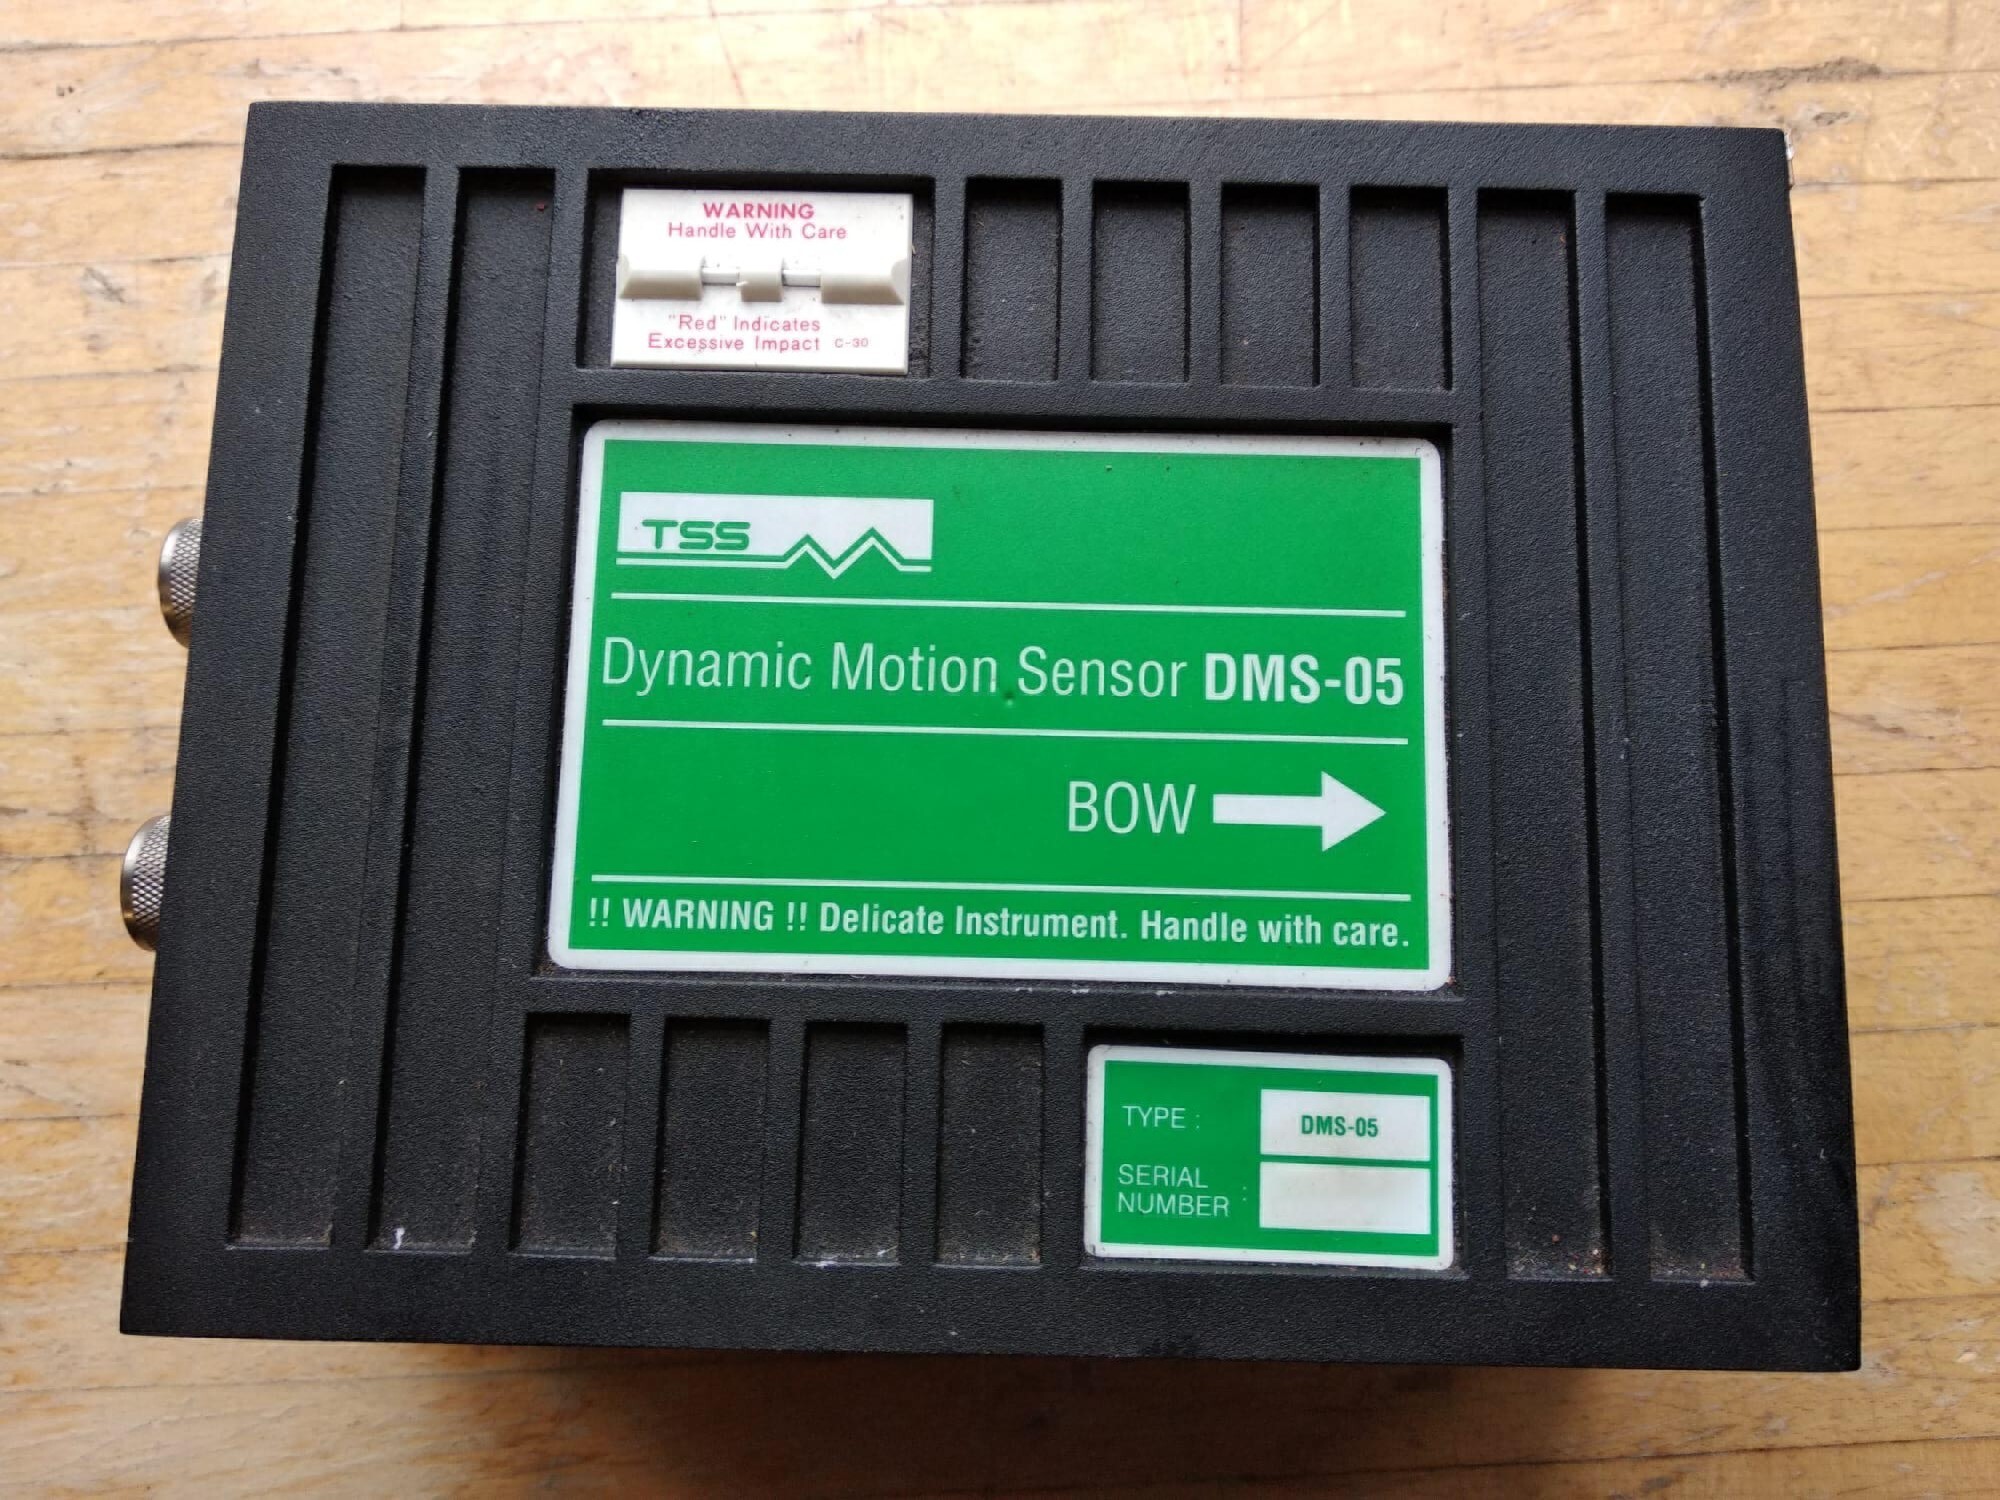 WARNING
Handle With Care
"Red" Indicates
Excessive Impact C-30
TSS
Dynamic Motion Sensor DMS-05
BOW
!! WARNING !! Delicate Instrument. Handle with care.
TYPE : DMS-05
SERIAL
NUMBER :